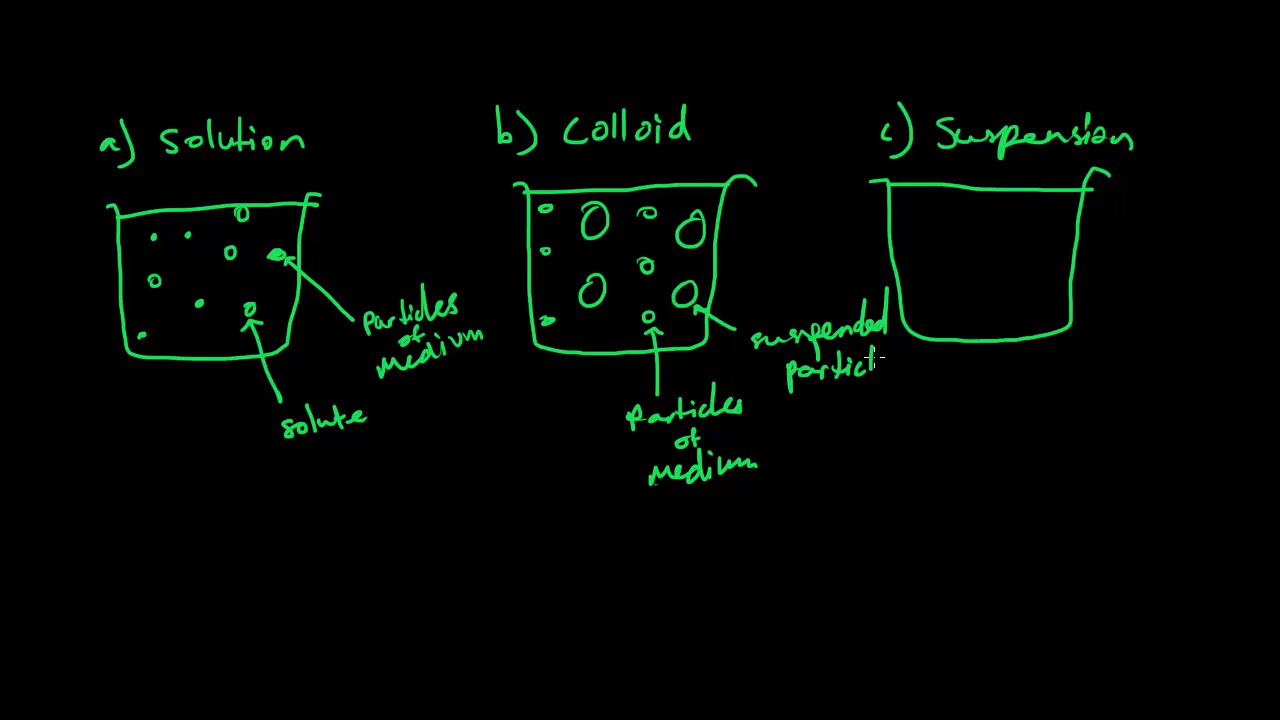 a) Solution
b) Colloid
c) Suspension
particles
of
medium
solute
particles
of
medium
suspended
particl